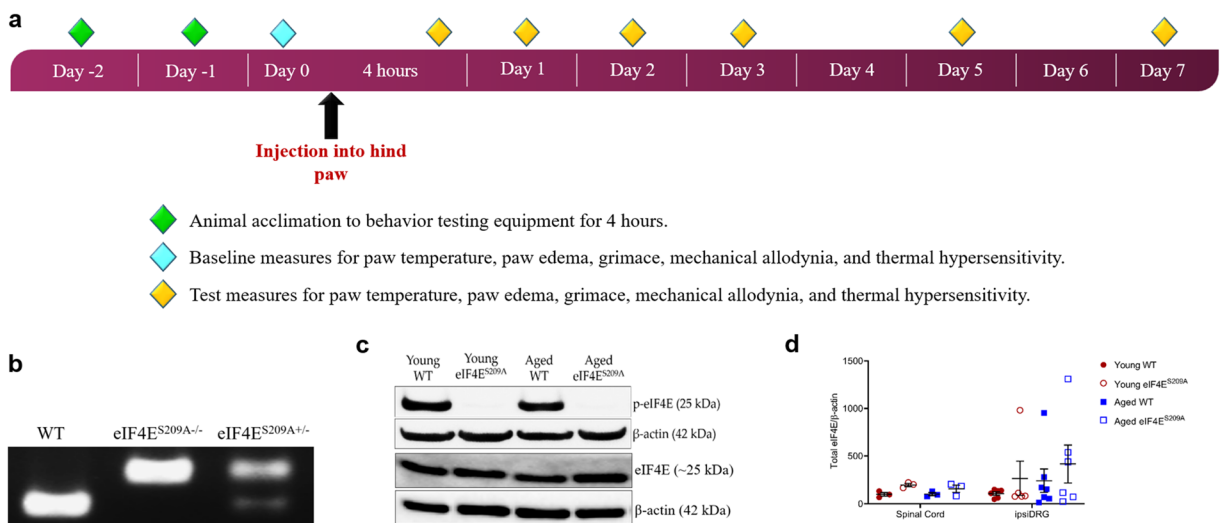 a
Day -2 Day -1 Day 0 4 hours Day 1 Day 2 Day 3 Day 4 Day 5 Day 6 Day 7
Injection into hind
paw
Animal acclimation to behavior testing equipment for 4 hours.
Baseline measures for paw temperature, paw edema, grimace, mechanical allodynia, and thermal hypersensitivity.
Test measures for paw temperature, paw edema, grimace, mechanical allodynia, and thermal hypersensitivity.
b
WT eIF4E^S209A-/- eIF4E^S209A+/-
c
Young
WT
Young
eIF4E^S209A
Aged
WT
Aged
eIF4E^S209A
p-eIF4E (25 kDa)
β-actin (42 kDa)
eIF4E (~25 kDa)
β-actin (42 kDa)
d
Total eIF4E/β-actin
1500
1000
500
0
Spinal Cord ipsiDRG
Young WT
Young eIF4E^S209A
Aged WT
Aged eIF4E^S209A